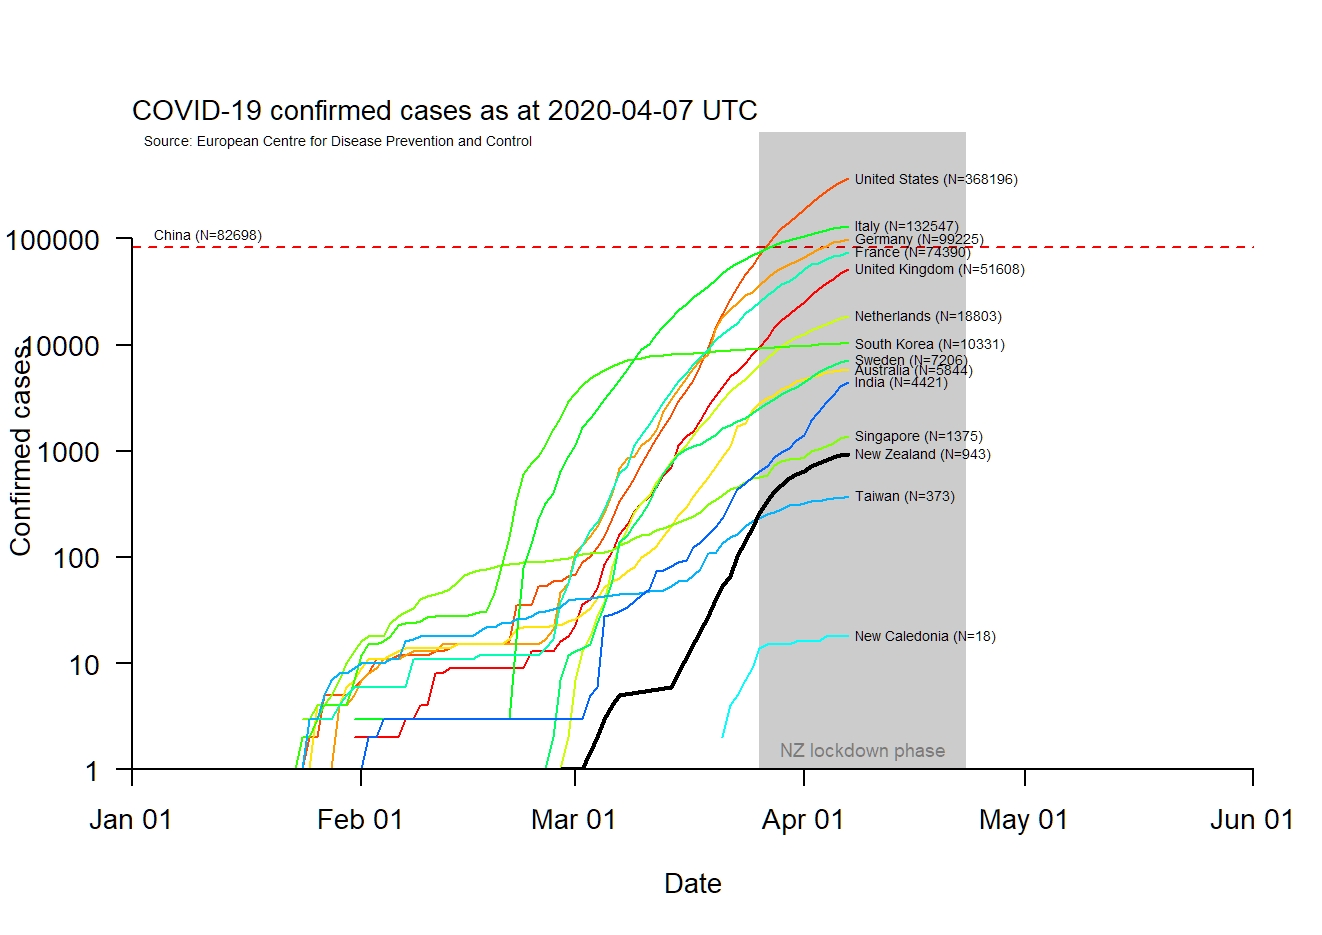 COVID-19 confirmed cases as at 2020-04-07 UTC
Source: European Centre for Disease Prevention and Control
United States (N=368196)
Italy (N=132547)
China (N=82698)
Germany (N=99225)
100000
France (N=74390)
United Kingdom (N=51608)
Netherlands (N=18803)
South Korea (N=10331)
10000
Sweden (N=7206)
Australia (N=5844)
India (N=4421)
Singapore (N=1375)
1000
New Zealand (N=943)
Confirmed cases
Taiwan (N=373)
100
New Caledonia (N=18)
10
NZ lockdown phase
1
Jan 01 Feb 01 Mar 01 Apr 01 May 01 Jun 01
Date